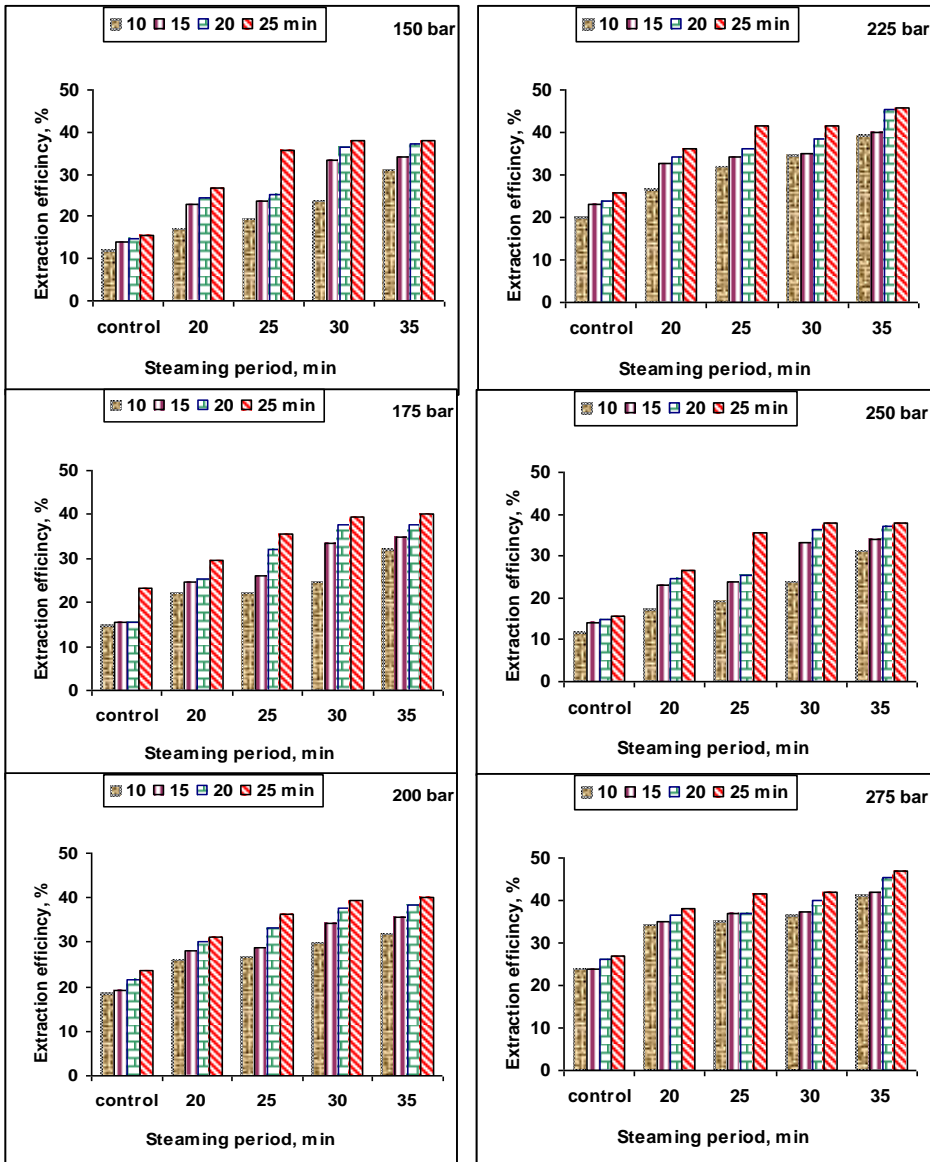 10 15 20 25 min
150 bar
Extraction efficincy, %
50
40
30
20
10
0
control 20 25 30 35
Steaming period, min
10 15 20 25 min
225 bar
Extraction efficincy, %
50
40
30
20
10
0
control 20 25 30 35
Steaming period, min
10 15 20 25 min
175 bar
Extraction efficincy, %
50
40
30
20
10
0
control 20 25 30 35
Steaming period, min
10 15 20 25 min
250 bar
Extraction efficincy, %
50
40
30
20
10
0
control 20 25 30 35
Steaming period, min
10 15 20 25 min
200 bar
Extraction efficincy, %
50
40
30
20
10
0
control 20 25 30 35
Steaming period, min
10 15 20 25 min
275 bar
Extraction efficincy, %
50
40
30
20
10
0
control 20 25 30 35
Steaming period, min